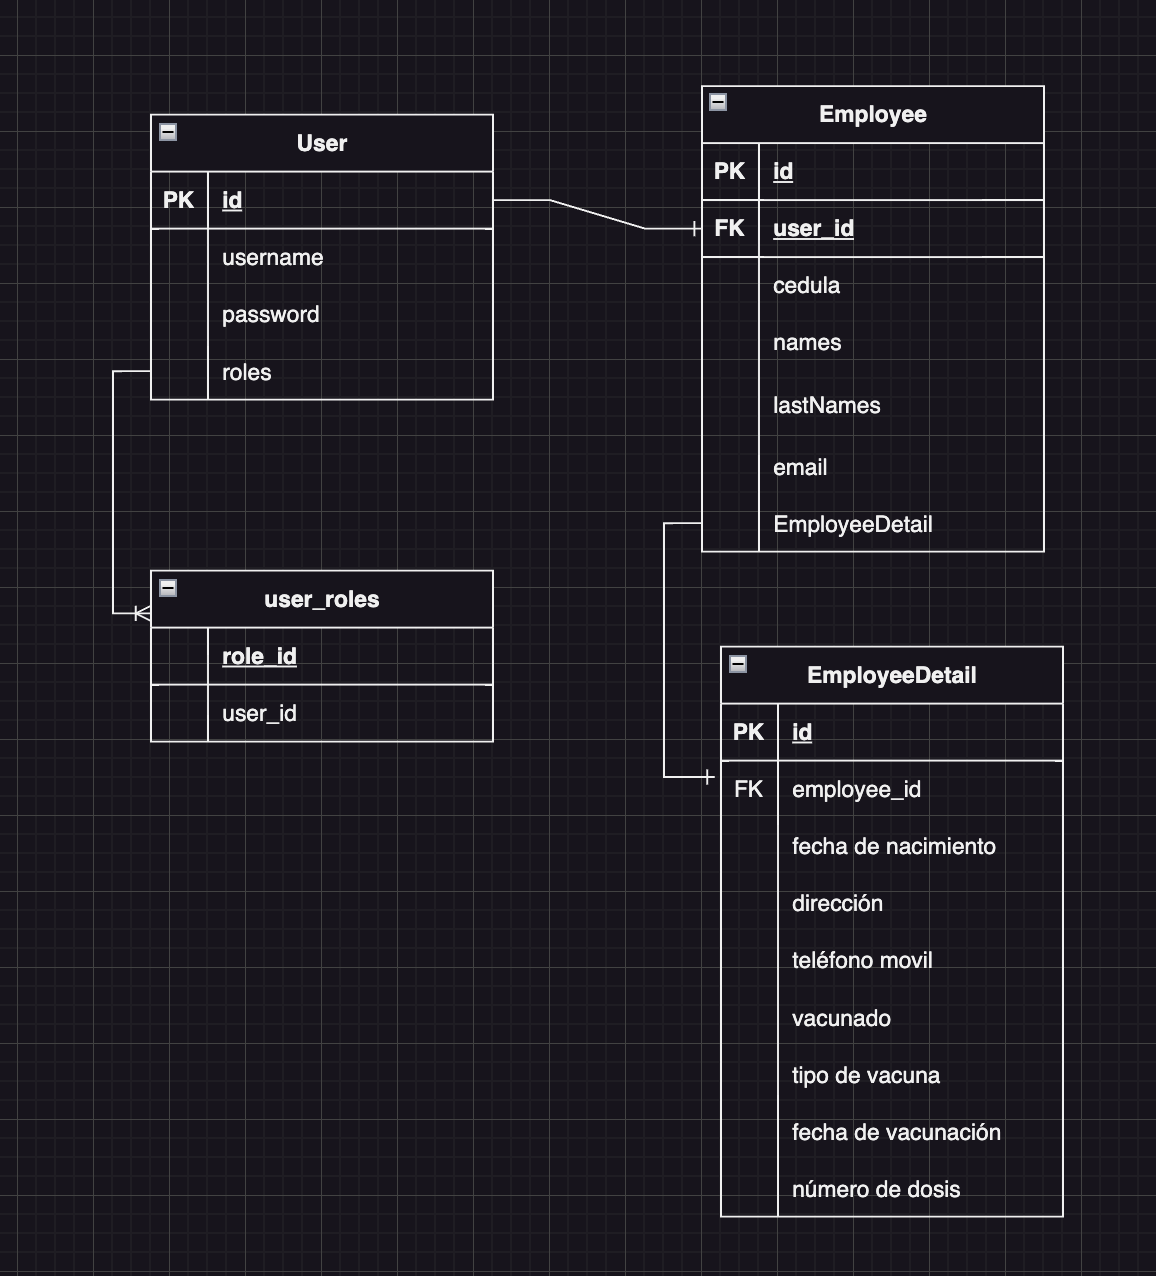 User
PK id
username
password
roles
Employee
PK id
FK user_id
cedula
names
lastNames
email
EmployeeDetail
user_roles
role_id
user_id
EmployeeDetail
PK id
FK employee_id
fecha de nacimiento
dirección
teléfono movil
vacunado
tipo de vacuna
fecha de vacunación
número de dosis